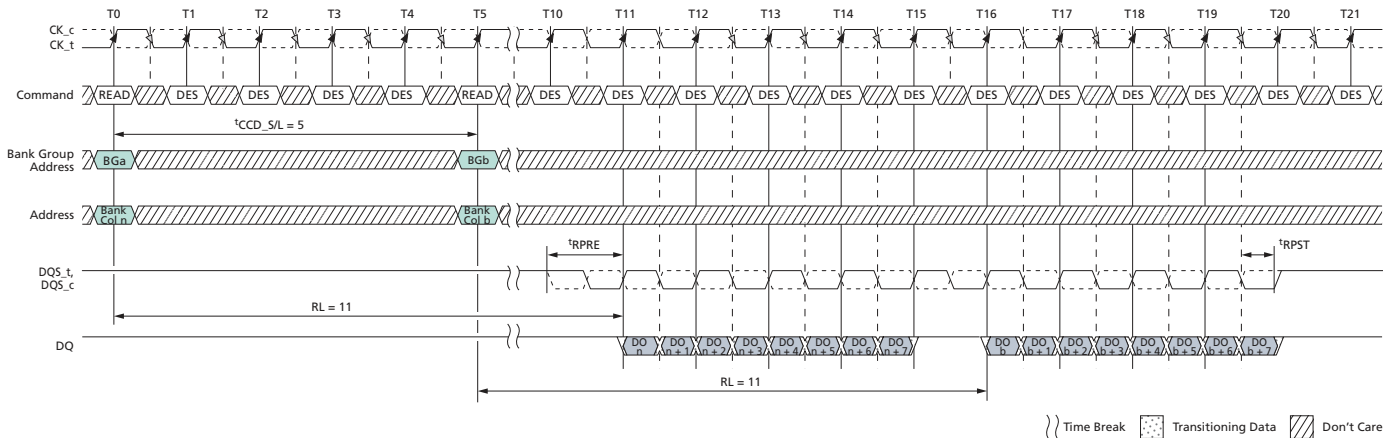 T0 T1 T2 T3 T4 T5 T10 T11 T12 T13 T14 T15 T16 T17 T18 T19 T20 T21
CK_c
CK_t
Command READ DES DES DES DES READ DES DES DES DES DES DES DES DES DES DES DES DES
tCCD_S/L = 5
Bank Group
Address
BGa BGb
Address
Bank
Col n
Bank
Col b
tRPRE tRPST
DQS_t,
DQS_c
RL = 11
DQ
DO
n
DO
n + 1
DO
n + 2
DO
n + 3
DO
n + 4
DO
n + 5
DO
n + 6
DO
n + 7
DO
b
DO
b + 1
DO
b + 2
DO
b + 3
DO
b + 4
DO
b + 5
DO
b + 6
DO
b + 7
RL = 11
Time Break Transitioning Data Don't Care